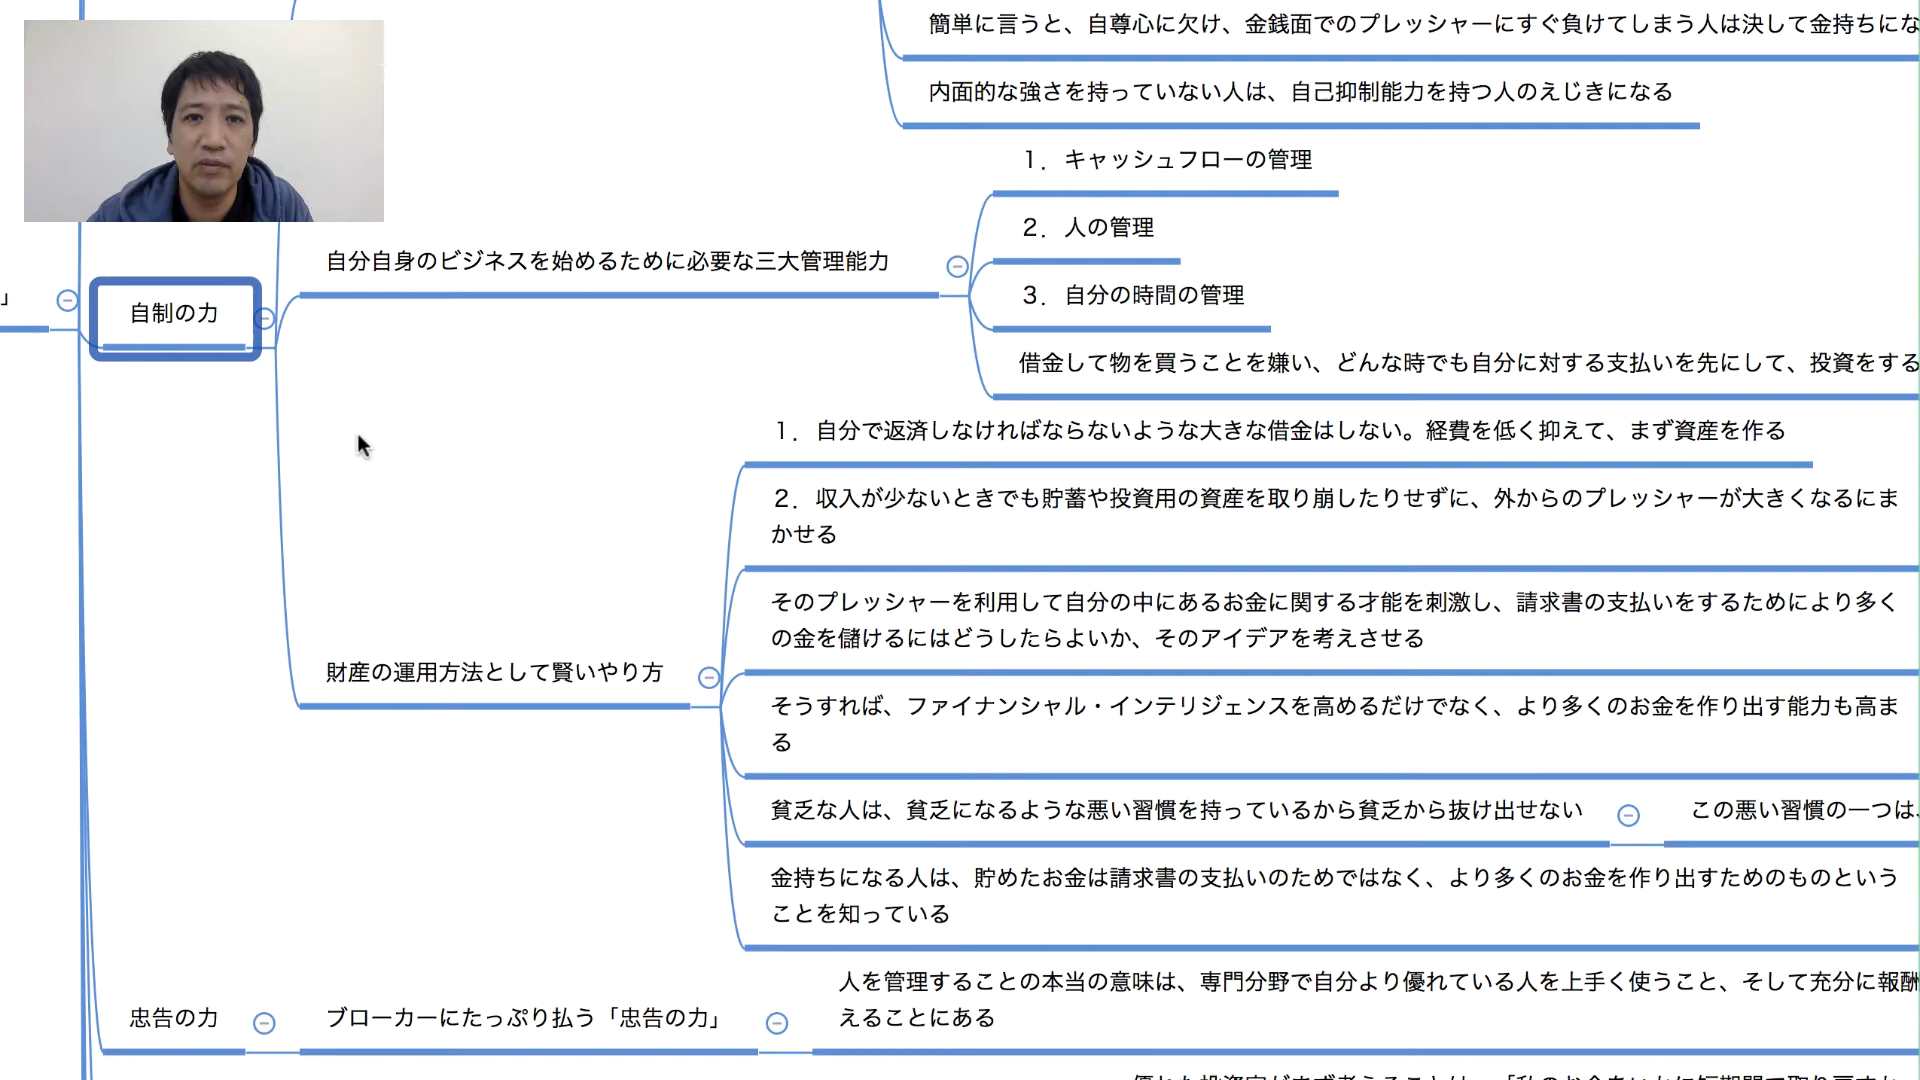 簡単に言うと、自尊心に欠け、金銭面でのプレッシャーにすぐ負けてしまう人は決して金持ちにな
内面的な強さを持っていない人は、自己抑制能力を持つ人のえじきになる
1．キャッシュフローの管理
2．人の管理
自分自身のビジネスを始めるために必要な三大管理能力
3．自分の時間の管理
」
自制の力
借金して物を買うことを嫌い、どんな時でも自分に対する支払いを先にして、投資をする
1．自分で返済しなければならないような大きな借金はしない。経費を低く抑えて、まず資産を作る
2．収入が少ないときでも貯蓄や投資用の資産を取り崩したりせずに、外からのプレッシャーが大きくなるにま
かせる
そのプレッシャーを利用して自分の中にあるお金に関する才能を刺激し、請求書の支払いをするためにより多く
の金を儲けるにはどうしたらよいか、そのアイデアを考えさせる
財産の運用方法として賢いやり方
そうすれば、ファイナンシャル・インテリジェンスを高めるだけでなく、より多くのお金を作り出す能力も高ま
る
貧乏な人は、貧乏になるような悪い習慣を持っているから貧乏から抜け出せない
この悪い習慣の一つは、
金持ちになる人は、貯めたお金は請求書の支払いのためではなく、より多くのお金を作り出すためのものという
ことを知っている
人を管理することの本当の意味は、専門分野で自分より優れている人を上手く使うこと、そして充分に報酬
えることにある
忠告の力
ブローカーにたっぷり払う「忠告の力」